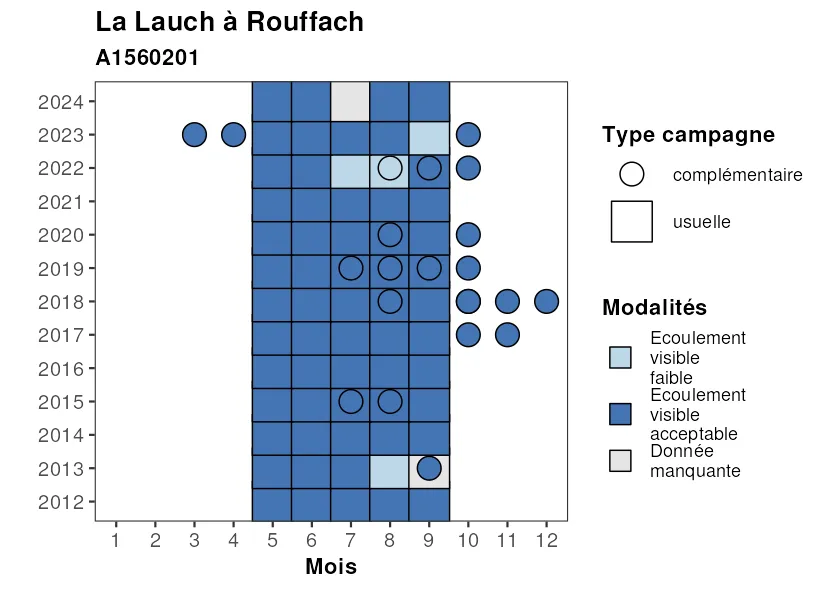 La Lauch à Rouffach
A1560201
2024
2023
2022
2021
2020
2019
2018
2017
2016
2015
2014
2013
2012
1 2 3 4 5 6 7 8 9 10 11 12
Mois
Type campagne
complémentaire
usuelle
Modalités
Ecoulement
visible
faible
Ecoulement
visible
acceptable
Donnée
manquante